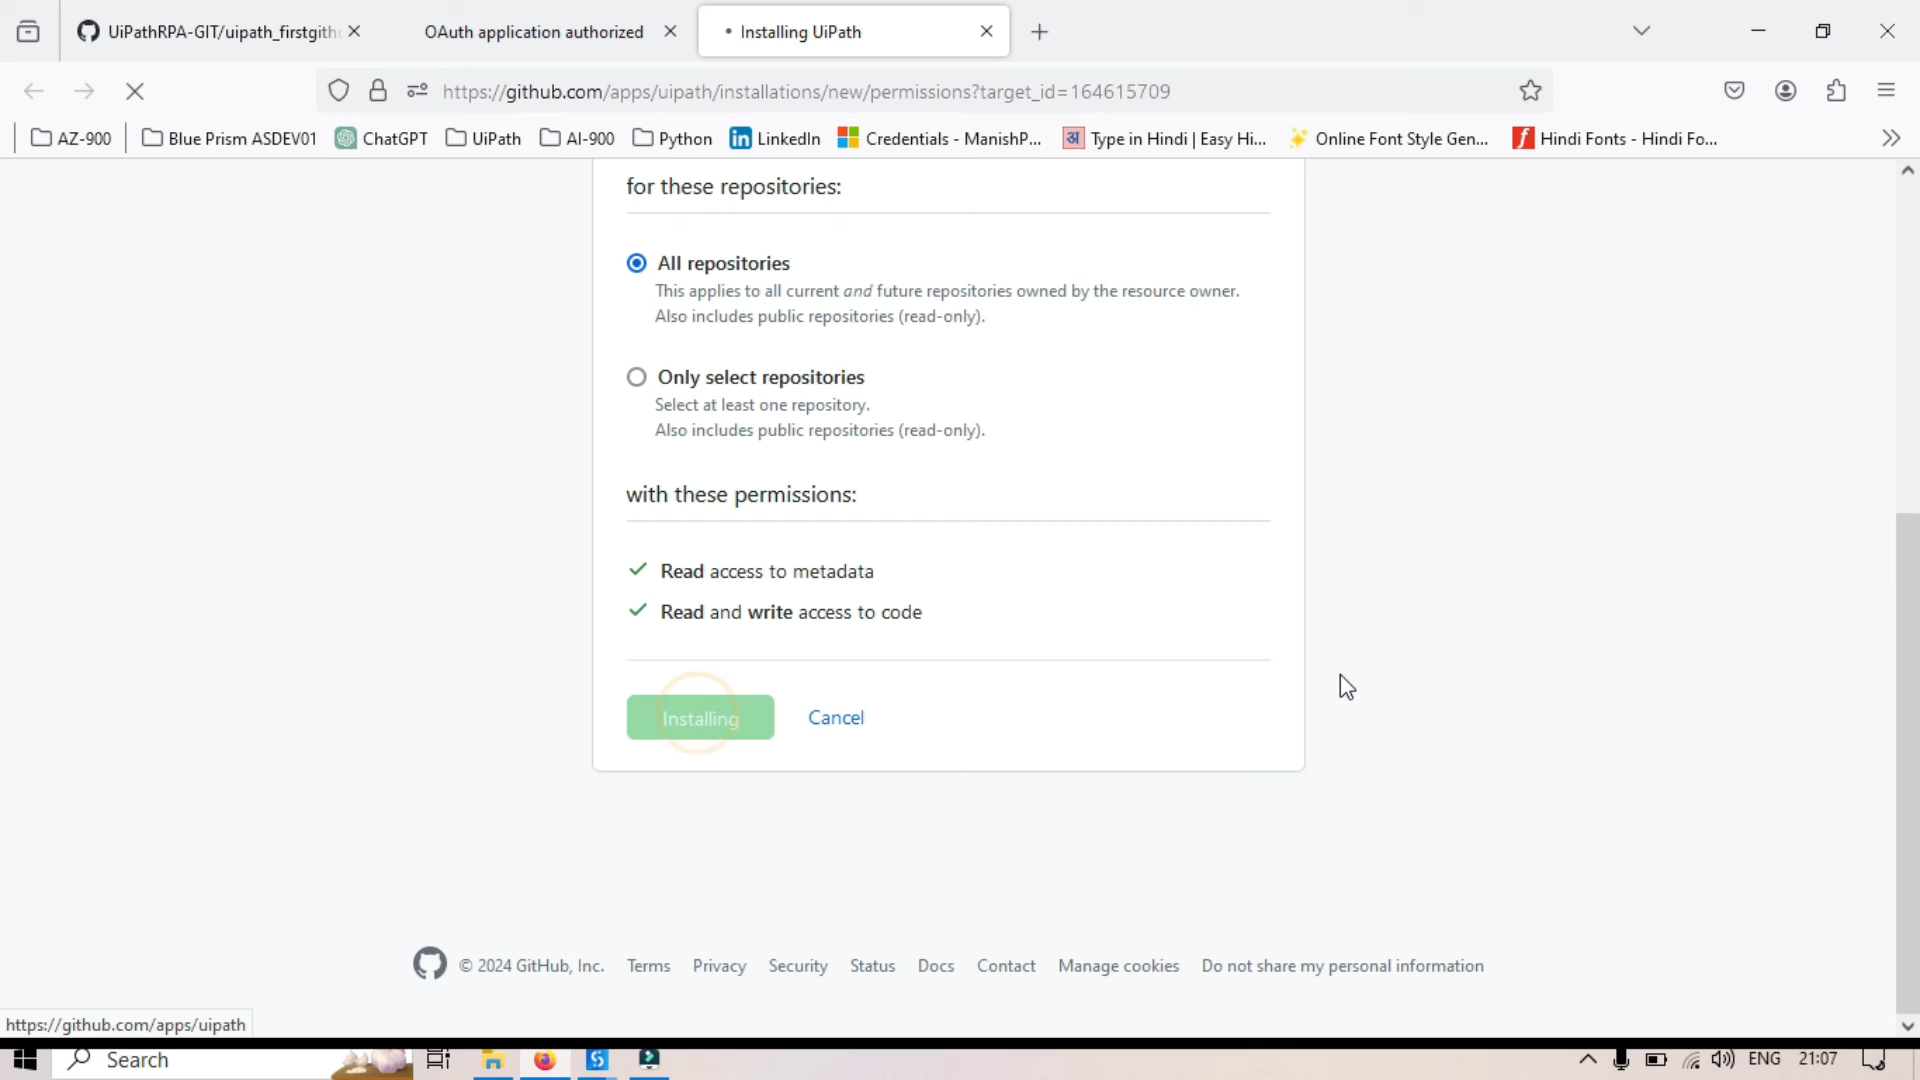 UiPathRPA-GIT/uipath_firstgith
OAuth application authorized
Installing UiPath
https://github.com/apps/uipath/installations/new/permissions?target_id=164615709
AZ-900
Blue Prism ASDEV01
ChatGPT
UiPath
AI-900
Python
LinkedIn
Credentials - ManishP...
Type in Hindi | Easy Hi...
Online Font Style Gen...
Hindi Fonts - Hindi Fo...
for these repositories:
All repositories
This applies to all current and future repositories owned by the resource owner.
Also includes public repositories (read-only).
Only select repositories
Select at least one repository.
Also includes public repositories (read-only).
with these permissions:
Read access to metadata
Read and write access to code
Installing
Cancel
© 2024 GitHub, Inc.
Terms
Privacy
Security
Status
Docs
Contact
Manage cookies
Do not share my personal information
https://github.com/apps/uipath
Search
ENG
21:07